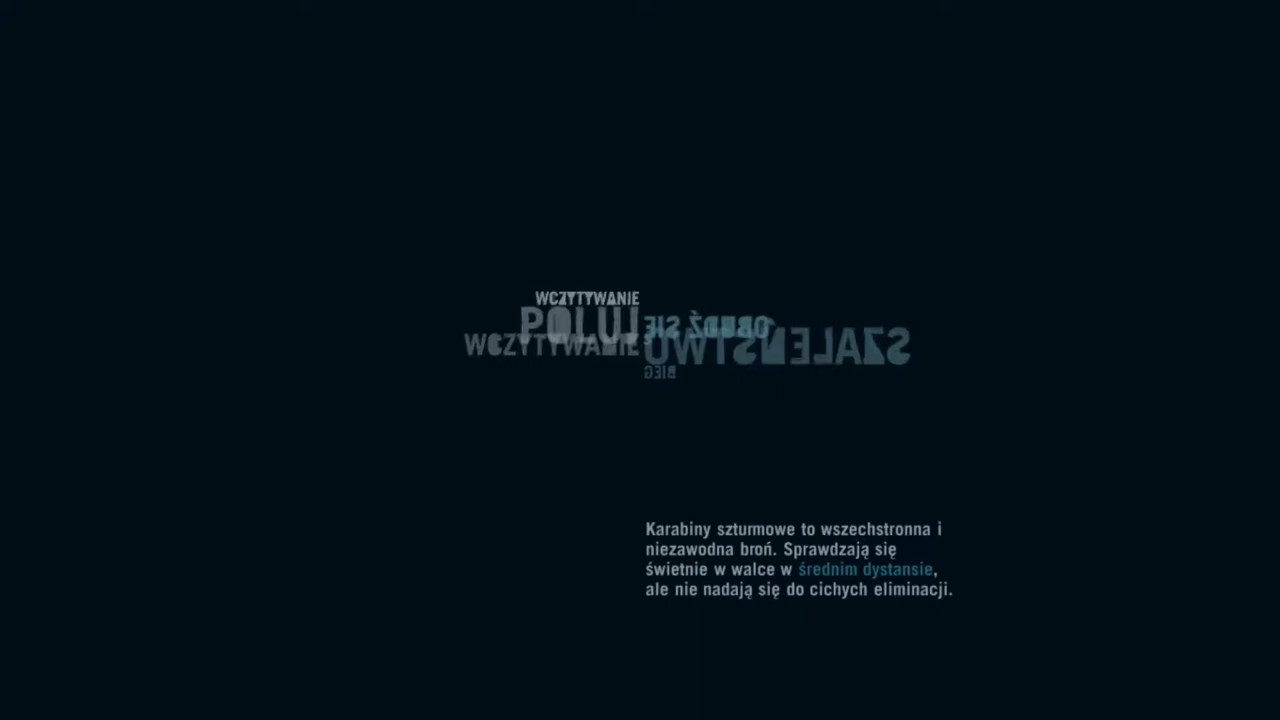 WCZYTYWANIE
POLUJ
OBUDŹ SIĘ
WCZYTYWANIE
SZALEŃSTWO
BIEG
Karabiny szturmowe to wszechstronna i
niezawodna broń. Sprawdzają się
świetnie w walce w średnim dystansie,
ale nie nadają się do cichych eliminacji.